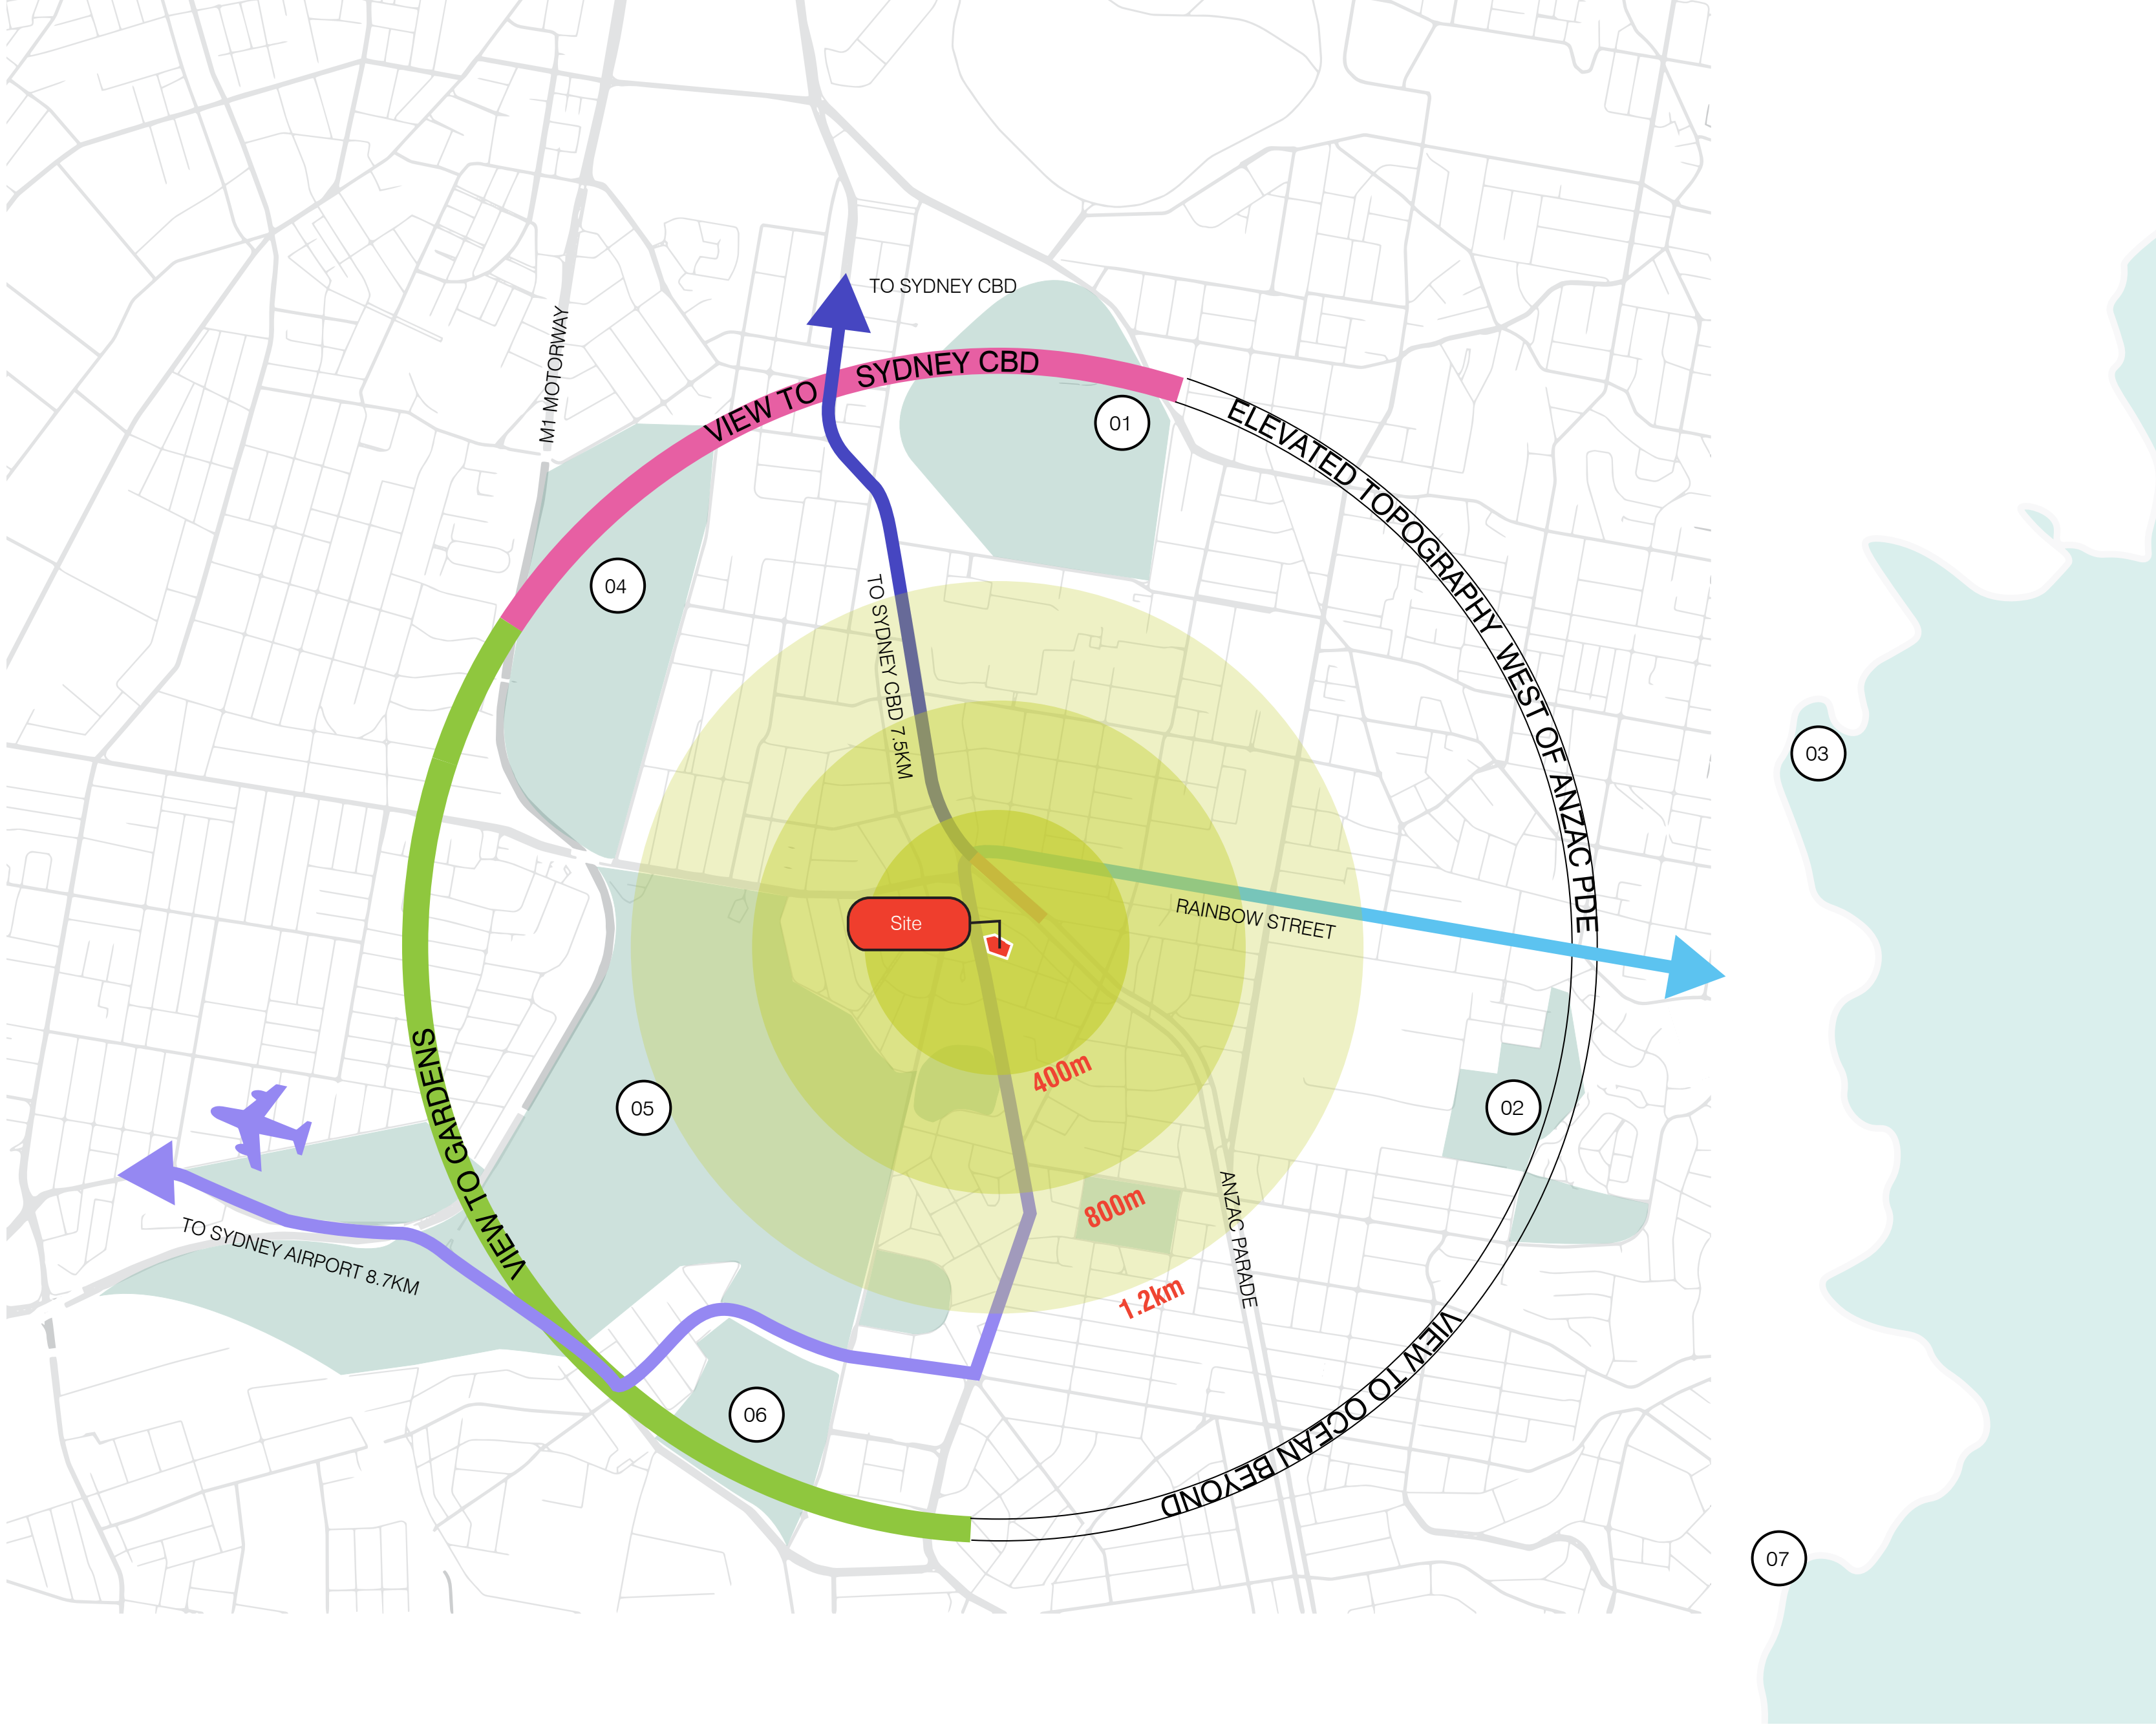 TO SYDNEY CBD
M1 MOTORWAY
VIEW TO SYDNEY CBD
01
ELEVATED TOPOGRAPHY WEST OF ANZAC PDE
04
TO SYDNEY CBD 7.5KM
03
Site
RAINBOW STREET
400m
05
02
VIEW TO GARDENS
800m
ANZAC PARADE
TO SYDNEY AIRPORT 8.7KM
1.2km
VIEW TO OCEAN BEYOND
06
07